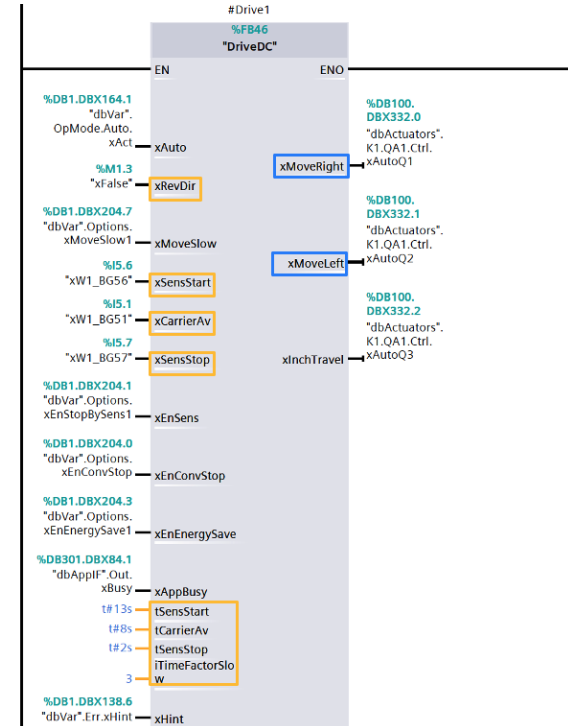 #Drive1
%FB46
"DriveDC"
EN
ENO
%DB1.DBX164.1
"dbVar".
OpMode.Auto.
xAct
xAuto
%DB100.
DBX332.0
"dbActuators".
K1.QA1.Ctrl.
xMoveRight
xAutoQ1
%M1.3
"xFalse"
xRevDir
%DB1.DBX204.7
"dbVar".Options.
xMoveSlow1
xMoveSlow
%DB100.
DBX332.1
"dbActuators".
K1.QA1.Ctrl.
xMoveLeft
xAutoQ2
%I5.6
"xW1_BG56"
xSensStart
%I5.1
"xW1_BG51"
xCarrierAv
%DB100.
DBX332.2
"dbActuators".
K1.QA1.Ctrl.
xInchTravel
xAutoQ3
%I5.7
"xW1_BG57"
xSensStop
%DB1.DBX204.1
"dbVar".Options.
xEnStopBySens1
xEnSens
%DB1.DBX204.0
"dbVar".Options.
xEnConvStop
xEnConvStop
%DB1.DBX204.3
"dbVar".Options.
xEnEnergySave1
xEnEnergySave
%DB301.DBX84.1
"dbAppIF".Out.
xBusy
xAppBusy
t#13s
tSensStart
t#8s
tCarrierAv
t#2s
tSensStop
iTimeFactorSlo
3
w
%DB1.DBX138.6
"dbVar".Err.xHint
xHint